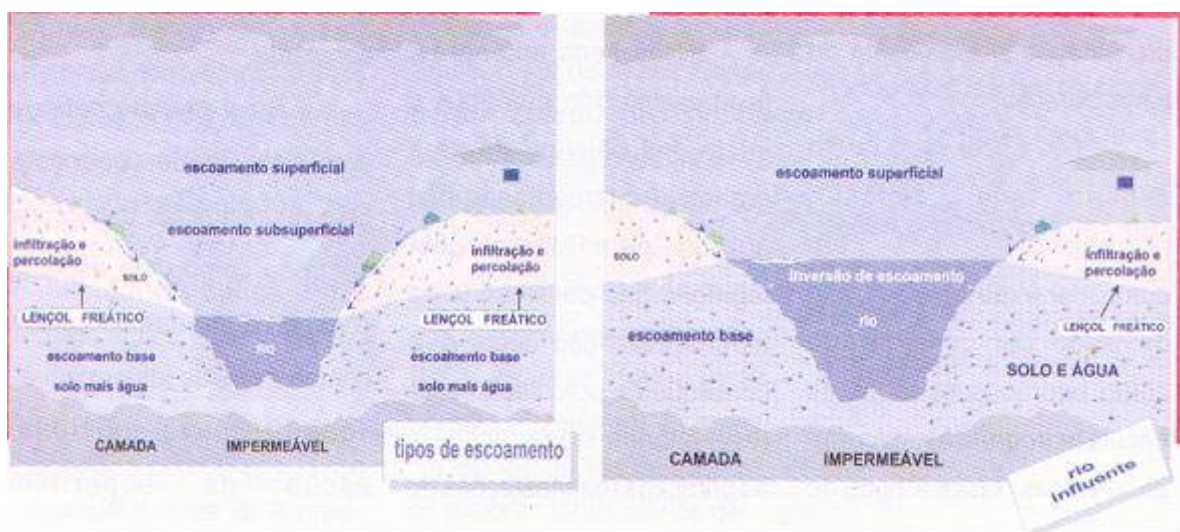 escoamento superficial
escoamento subsuperficial
infiltração e
percolação
SOLO
infiltração e
percolação
LENÇOL FREÁTICO
LENÇOL FREÁTICO
rio
escoamento base
solo mais água
escoamento base
solo mais água
CAMADA IMPERMEÁVEL
tipos de escoamento
escoamento superficial
SOLO
inversão de escoamento
infiltração e
percolação
rio
LENÇOL FREÁTICO
escoamento base
SOLO E ÁGUA
CAMADA IMPERMEÁVEL
rio
influente